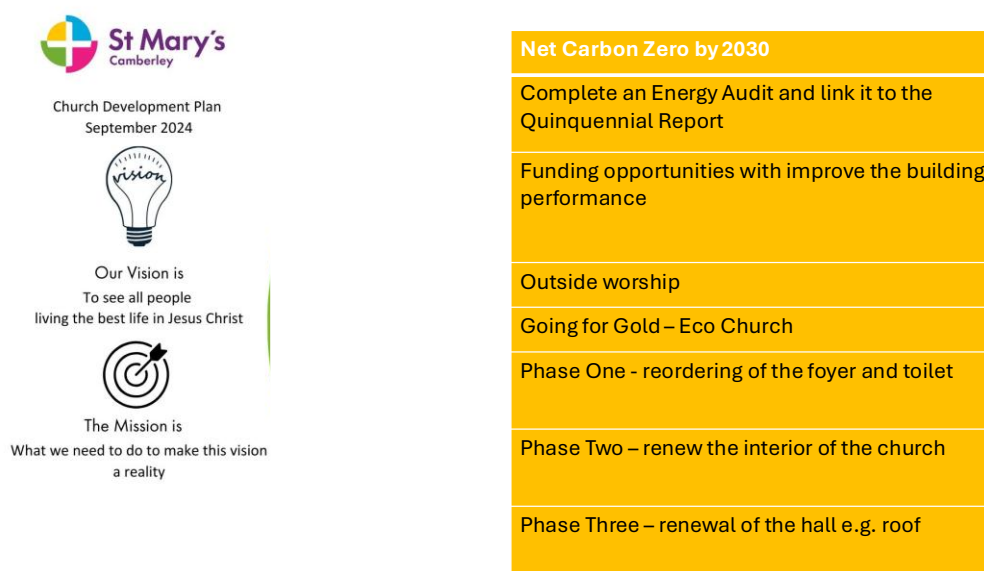 St Mary's
Camberley
Church Development Plan
September 2024
vision
Our Vision is
To see all people
living the best life in Jesus Christ
The Mission is
What we need to do to make this vision
a reality
Net Carbon Zero by 2030
Complete an Energy Audit and link it to the
Quinquennial Report
Funding opportunities with improve the building
performance
Outside worship
Going for Gold – Eco Church
Phase One - reordering of the foyer and toilet
Phase Two – renew the interior of the church
Phase Three – renewal of the hall e.g. roof